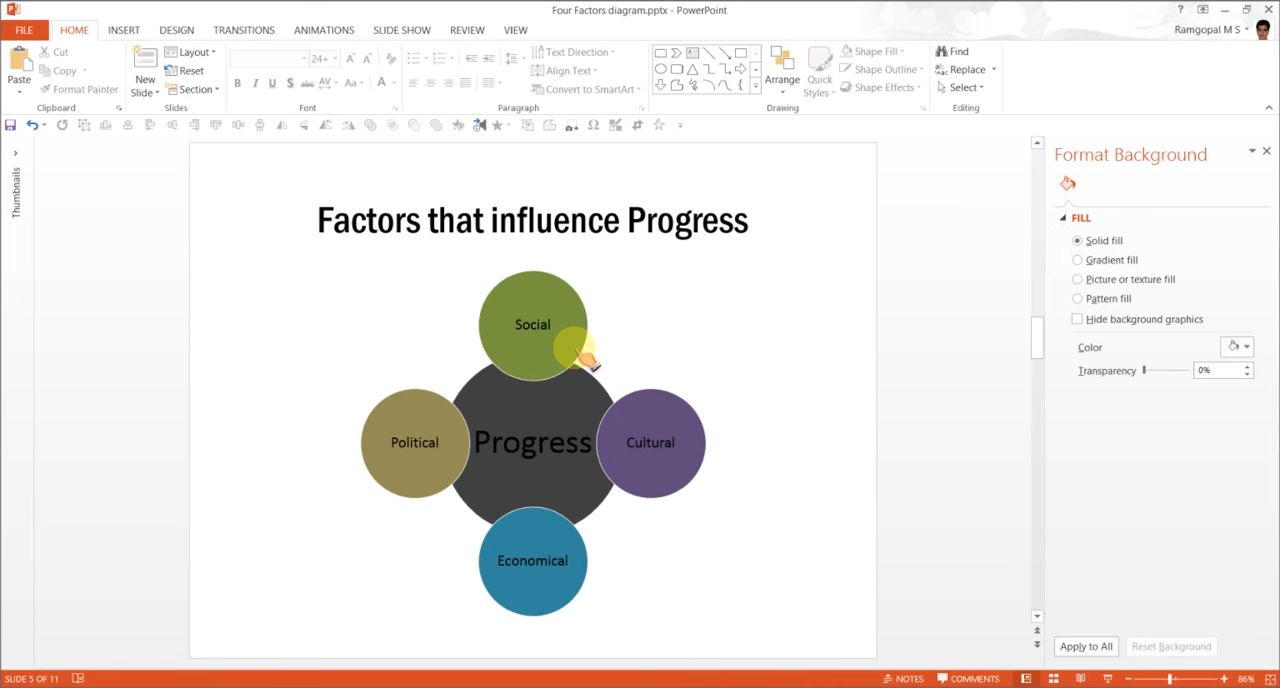 Four Factors diagram.pptx - PowerPoint
?
FILE HOME INSERT DESIGN TRANSITIONS ANIMATIONS SLIDE SHOW REVIEW VIEW
Ramgopal M S
Paste
Cut
Copy
Format Painter
Clipboard
New Slide
Layout
Reset
Section
Slides
24
B I U S abc AV Aa A
Font
Text Direction
Align Text
Convert to SmartArt
Paragraph
Arrange
Quick Styles
Shape Fill
Shape Outline
Shape Effects
Drawing
Find
Replace
Select
Editing
Thumbnails
Factors that influence Progress
Social
Political
Progress
Cultural
Economical
Format Background
FILL
Solid fill
Gradient fill
Picture or texture fill
Pattern fill
Hide background graphics
Color
Transparency 0%
Apply to All Reset Background
SLIDE 5 OF 11
NOTES COMMENTS 86%